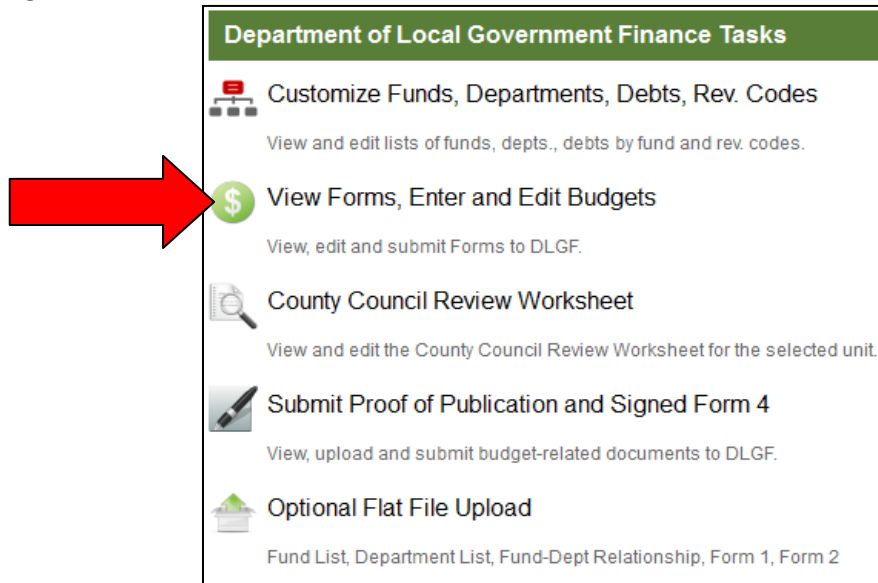 Department of Local Government Finance Tasks
Customize Funds, Departments, Debts, Rev. Codes
View and edit lists of funds, depts., debts by fund and rev. codes.
$
View Forms, Enter and Edit Budgets
View, edit and submit Forms to DLGF.
County Council Review Worksheet
View and edit the County Council Review Worksheet for the selected unit.
Submit Proof of Publication and Signed Form 4
View, upload and submit budget-related documents to DLGF.
Optional Flat File Upload
Fund List, Department List, Fund-Dept Relationship, Form 1, Form 2